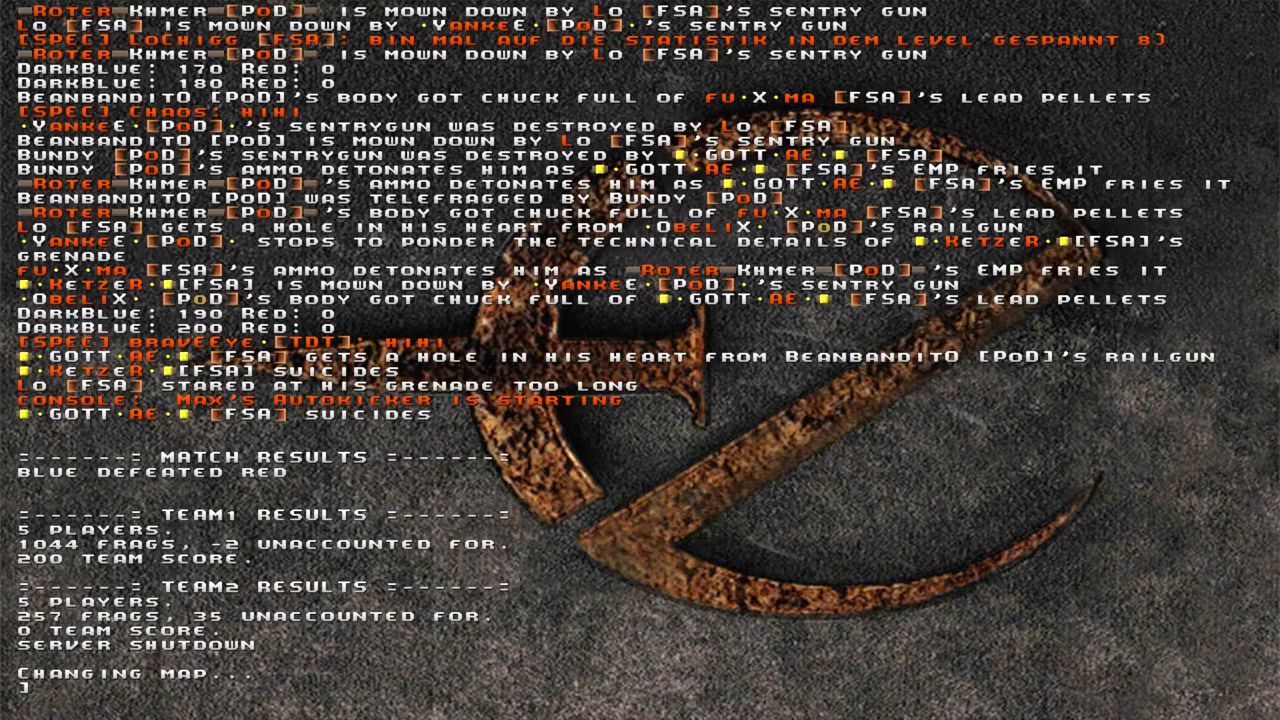 -Roter-Khmer-[PoD]- is mown down by Lo [FSA]'s sentry gun
Lo [FSA] is mown down by ·YankeE·[PoD]·'s sentry gun
[SPEC] LoChigg [FSA]: bin mal auf die statistik in dem level gespannt 8)
-Roter-Khmer-[PoD]- is mown down by Lo [FSA]'s sentry gun
DarkBlue: 170 Red: 0
DarkBlue: 180 Red: 0
BeanbanditO [PoD]'s body got chuck full of fu·X·ma [FSA]'s lead pellets
[SPEC] Chaos: hihi
·YankeE·[PoD]·'s sentrygun was destroyed by Lo [FSA]
BeanbanditO [PoD] is mown down by Lo [FSA]'s sentry gun
Bundy [PoD]'s sentrygun was destroyed by ■·GOTT·AE·■ [FSA]
Bundy [PoD]'s ammo detonates him as ■·GOTT·AE·■ [FSA]'s EMP fries it
-Roter-Khmer-[PoD]-'s ammo detonates him as ■·GOTT·AE·■ [FSA]'s EMP fries it
BeanbanditO [PoD] was telefragged by Bundy [PoD]
-Roter-Khmer-[PoD]-'s body got chuck full of fu·X·ma [FSA]'s lead pellets
Lo [FSA] gets a hole in his heart from ·ObeliX· [PoD]'s railgun
·YankeE·[PoD]· stops to ponder the technical details of ■·KetzeR·■[FSA]'s
grenade
fu·X·ma [FSA]'s ammo detonates him as -Roter-Khmer-[PoD]-'s EMP fries it
■·KetzeR·■[FSA] is mown down by ·YankeE·[PoD]·'s sentry gun
·ObeliX· [PoD]'s body got chuck full of ■·GOTT·AE·■ [FSA]'s lead pellets
DarkBlue: 190 Red: 0
DarkBlue: 200 Red: 0
[SPEC] braveEye·[TDT]: hihi
■·GOTT·AE·■ [FSA] gets a hole in his heart from BeanbanditO [PoD]'s railgun
■·KetzeR·■[FSA] suicides
Lo [FSA] stared at his grenade too long
console: Max's Autokicker is starting
■·GOTT·AE·■ [FSA] suicides
=------= Match Results =------=
blue defeated red
=------= Team1 Results =------=
5 players.
1044 frags, -2 unaccounted for.
200 team score.
=------= Team2 Results =------=
5 players.
257 frags, 35 unaccounted for.
0 team score.
server shutdown
Changing map...
]